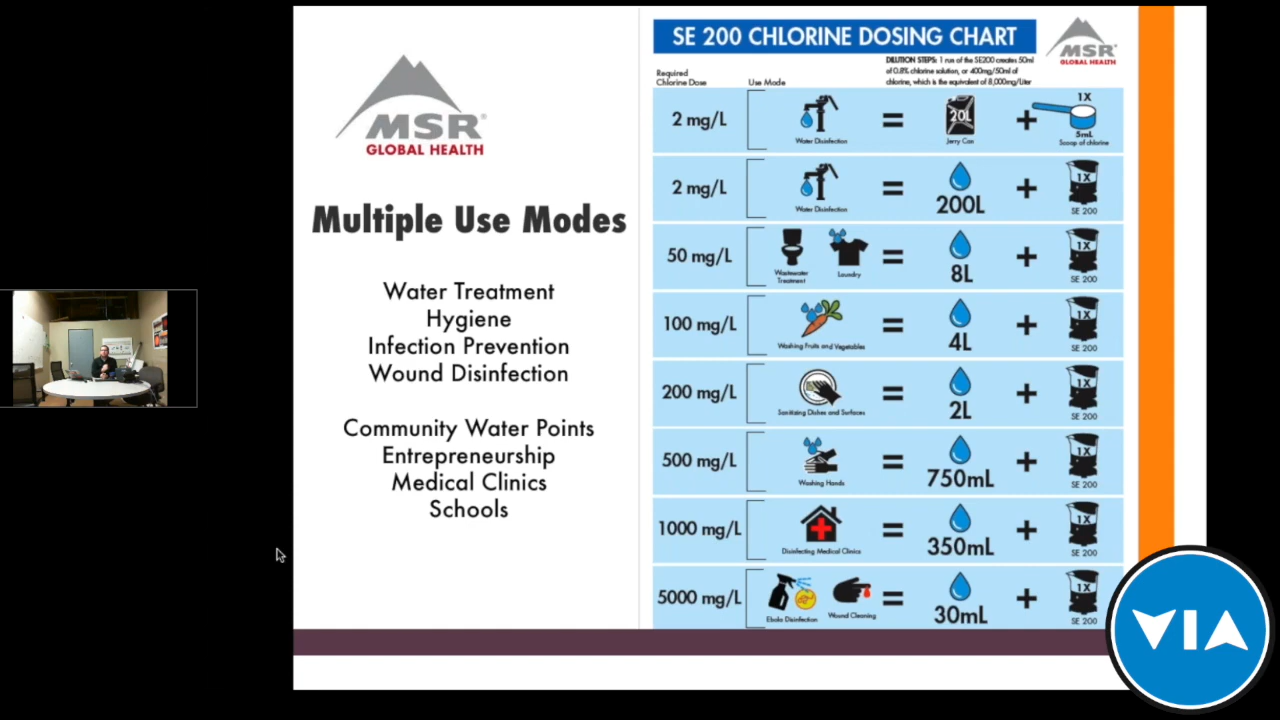 MSR®
GLOBAL HEALTH
Multiple Use Modes
Water Treatment
Hygiene
Infection Prevention
Wound Disinfection
Community Water Points
Entrepreneurship
Medical Clinics
Schools
SE 200 CHLORINE DOSING CHART
MSR
GLOBAL HEALTH
DILUTION STEPS: 1 run of the SE200 creates 50ml
of 0.8% chlorine solution, or 400mg/50ml of
chlorine, which is the equivalent of 8,000mg/Liter
Required
Chlorine Dose
Use Mode
2 mg/L
Water Disinfection
=
20L
Jerry Can
+
1X
5mL
Scoop of chlorine
2 mg/L
Water Disinfection
=
200L
+
1X
SE 200
50 mg/L
Wastewater
Treatment
Laundry
=
8L
+
1X
SE 200
100 mg/L
Washing Fruits and Vegetables
=
4L
+
1X
SE 200
200 mg/L
Sanitizing Dishes and Surfaces
=
2L
+
1X
SE 200
500 mg/L
Washing Hands
=
750mL
+
1X
SE 200
1000 mg/L
Disinfecting Medical Clinics
=
350mL
+
1X
SE 200
5000 mg/L
Ebola Disinfection
Wound Cleaning
=
30mL
+
1X
SE 200
VIA